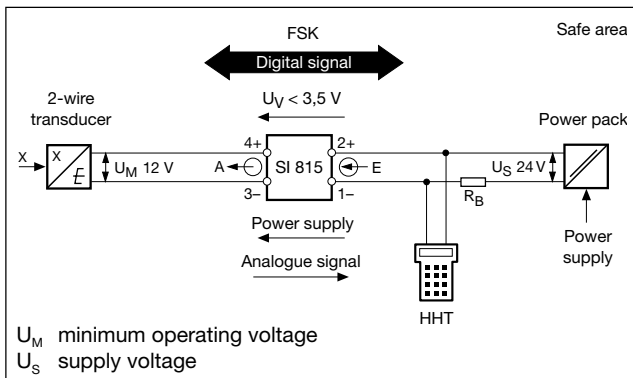 FSK
Safe area
Digital signal
2-wire
transducer
U_V < 3,5 V
Power pack
X
X
E
U_M 12 V
A
4+
3–
SI 815
2+
1–
E
R_B
U_S 24 V
Power supply
Analogue signal
HHT
Power
supply
U_M minimum operating voltage
U_S supply voltage